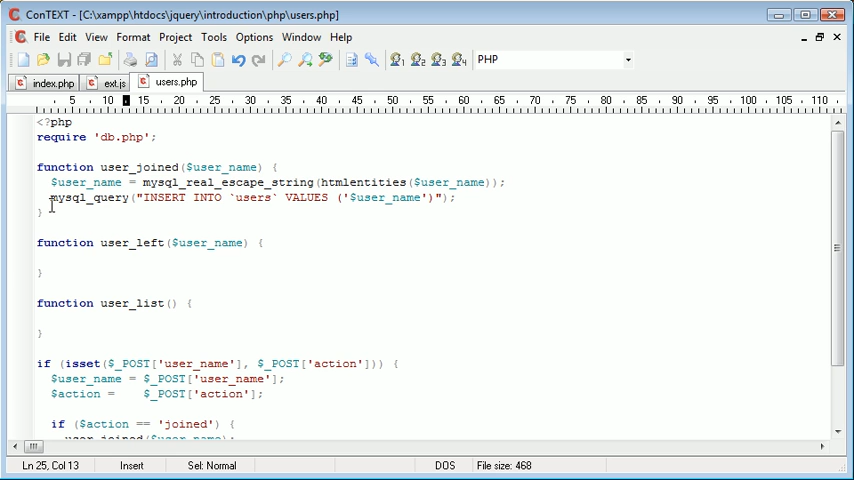 ConTEXT - [C:\xampp\htdocs\jquery\introduction\php\users.php]
File Edit View Format Project Tools Options Window Help
PHP
index.php ext.js users.php
5 10 15 20 25 30 35 40 45 50 55 60 65 70 75 80 85 90 95 100 105 110
<?php
require 'db.php';
function user_joined($user_name) {
$user_name = mysql_real_escape_string(htmlentities($user_name));
mysql_query("INSERT INTO `users` VALUES ('$user_name')");
}
function user_left($user_name) {
}
function user_list() {
}
if (isset($_POST['user_name'], $_POST['action'])) {
$user_name = $_POST['user_name'];
$action =    $_POST['action'];
if ($action == 'joined') {
user_joined($user_name);
Ln 25, Col 13 Insert Sel: Normal DOS File size: 468